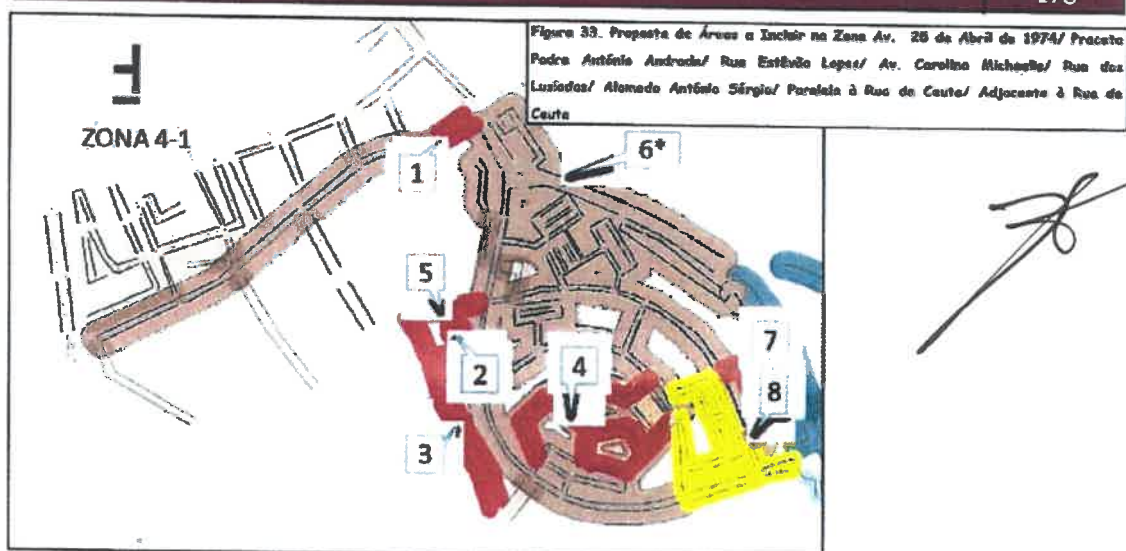 Figura 33. Proposta de Áreas a Incluir na Zona Av. 25 de Abril de 1974/ Praceta
Padre António Andrade/ Rua Estêvão Lopes/ Av. Carolina Michaelis/ Rua dos
Lusíadas/ Alameda António Sérgio/ Paralela à Rua de Ceuta/ Adjacente à Rua de
Ceuta
ZONA 4-1
1
6*
5
2
4
7
8
3